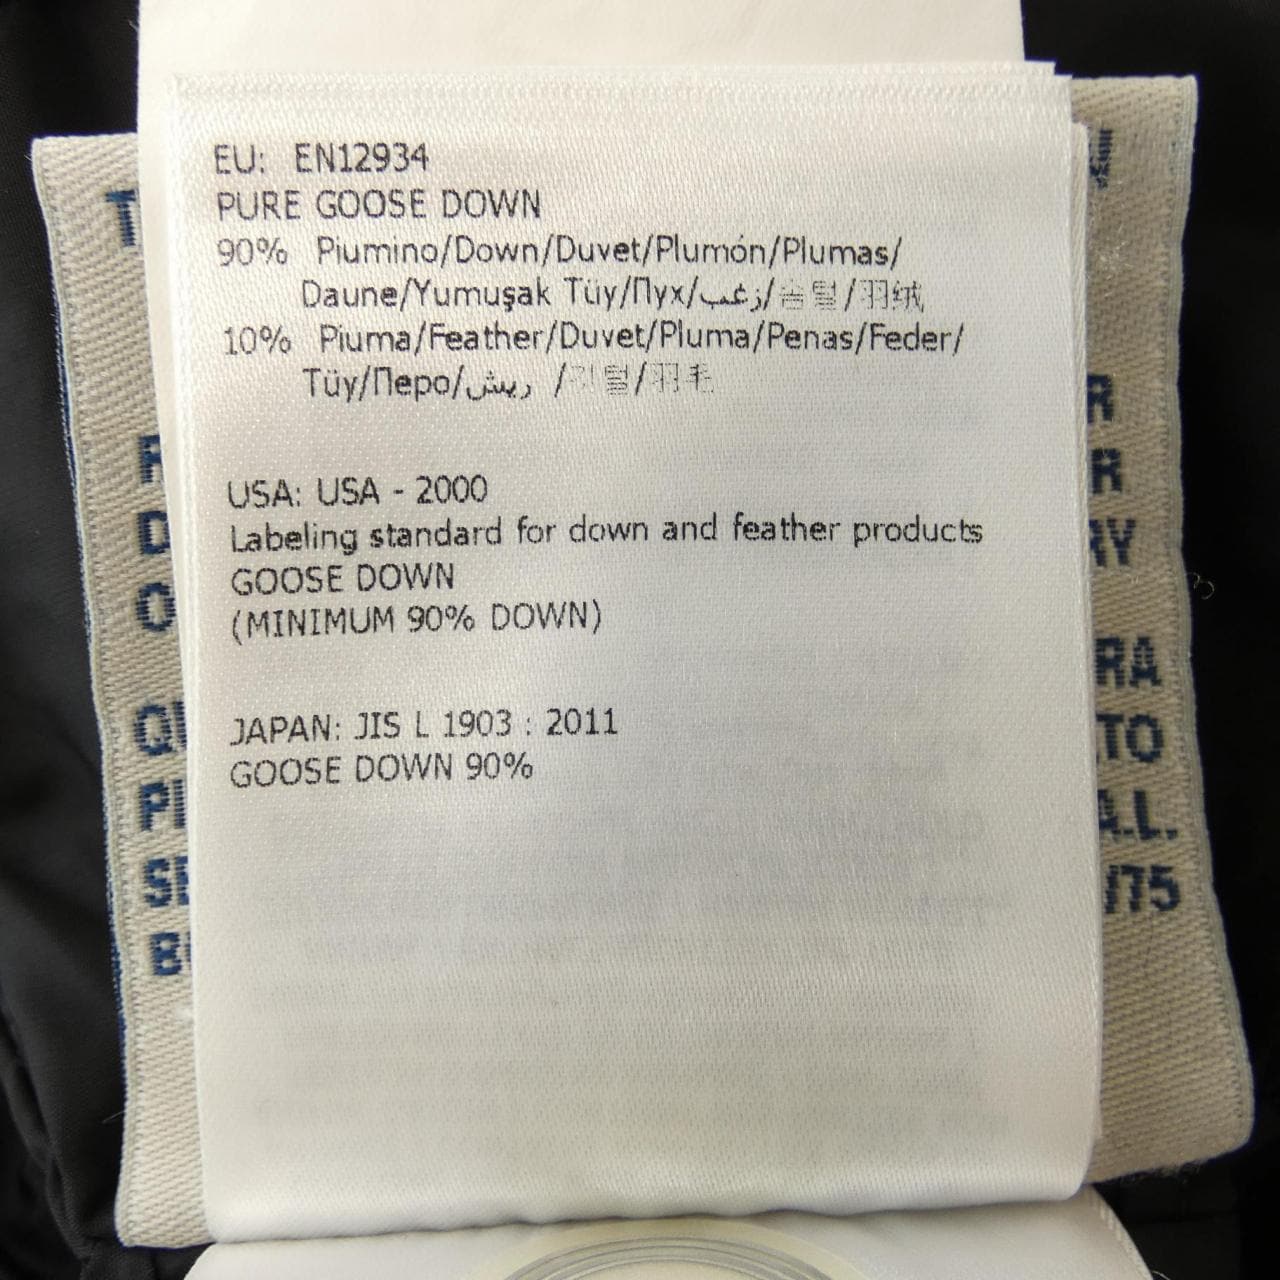 EU: EN12934
PURE GOOSE DOWN
90% Piumino/Down/Duvet/Plumón/Plumas/
Daune/Yumuşak Tüy/Пух/زغب/솜털/羽绒
10% Piuma/Feather/Duvet/Pluma/Penas/Feder/
Tüy/Перо/ريش /깃털/羽毛
USA: USA - 2000
Labeling standard for down and feather products
GOOSE DOWN
(MINIMUM 90% DOWN)
JAPAN: JIS L 1903 : 2011
GOOSE DOWN 90%